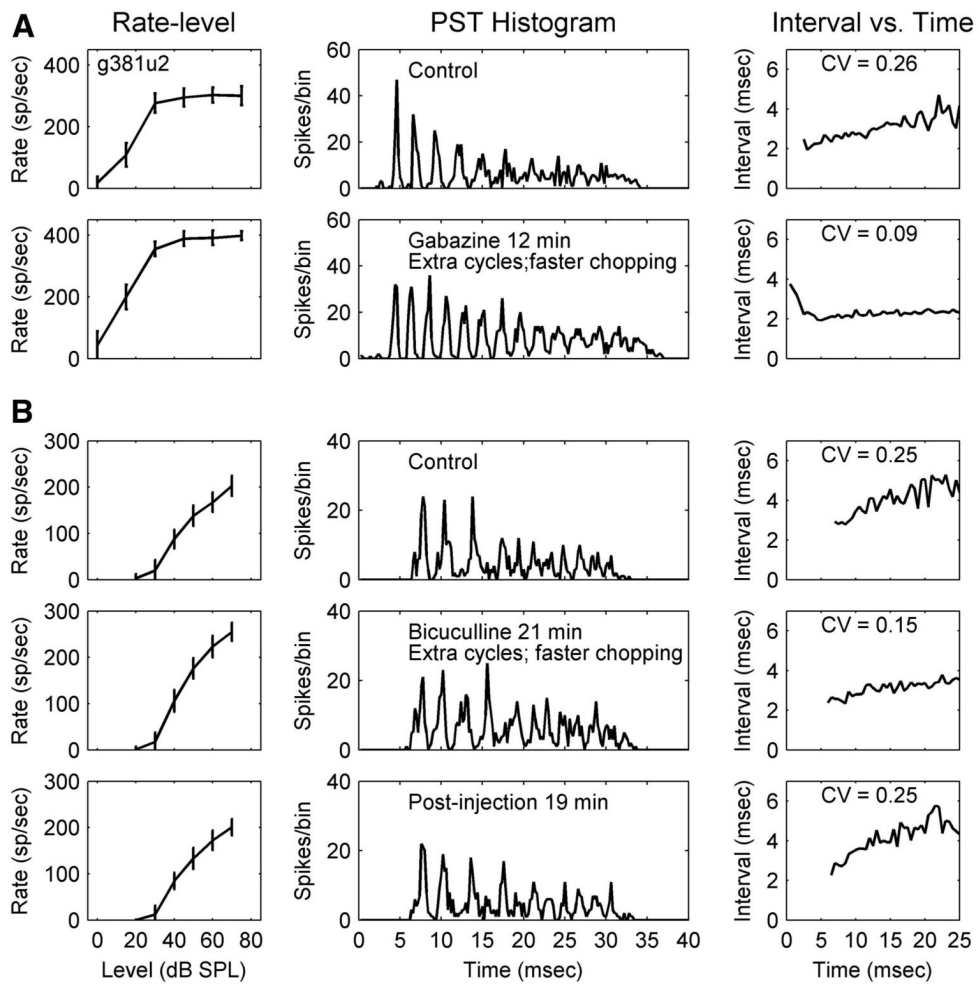 A
Rate-level
PST Histogram
Interval vs. Time
g381u2
Rate (sp/sec)
400
200
0
Control
Spikes/bin
60
40
20
0
CV = 0.26
Interval (msec)
6
4
2
0
Rate (sp/sec)
400
200
0
Gabazine 12 min
Extra cycles;faster chopping
Spikes/bin
60
40
20
0
CV = 0.09
Interval (msec)
6
4
2
0
B
Rate (sp/sec)
300
200
100
0
Control
Spikes/bin
40
20
0
CV = 0.25
Interval (msec)
6
4
2
0
Rate (sp/sec)
300
200
100
0
Bicuculline 21 min
Extra cycles; faster chopping
Spikes/bin
40
20
0
CV = 0.15
Interval (msec)
6
4
2
0
Rate (sp/sec)
300
200
100
0
0 20 40 60 80
Level (dB SPL)
Post-injection 19 min
Spikes/bin
40
20
0
0 5 10 15 20 25 30 35 40
Time (msec)
CV = 0.25
Interval (msec)
6
4
2
0
5 10 15 20 25
Time (msec)